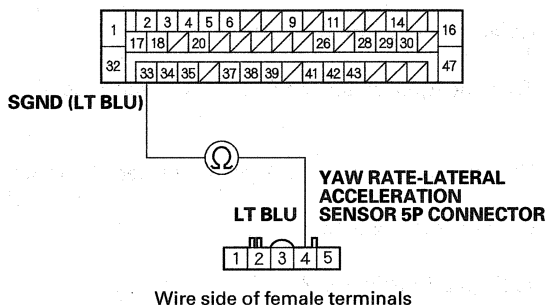 1 2 3 4 5 6 9 11 14 16
17 18 20 26 28 29 30
32 33 34 35 37 38 39 41 42 43 47
SGND (LT BLU)
Ω
YAW RATE-LATERAL
ACCELERATION
SENSOR 5P CONNECTOR
LT BLU
1 2 3 4 5
Wire side of female terminals